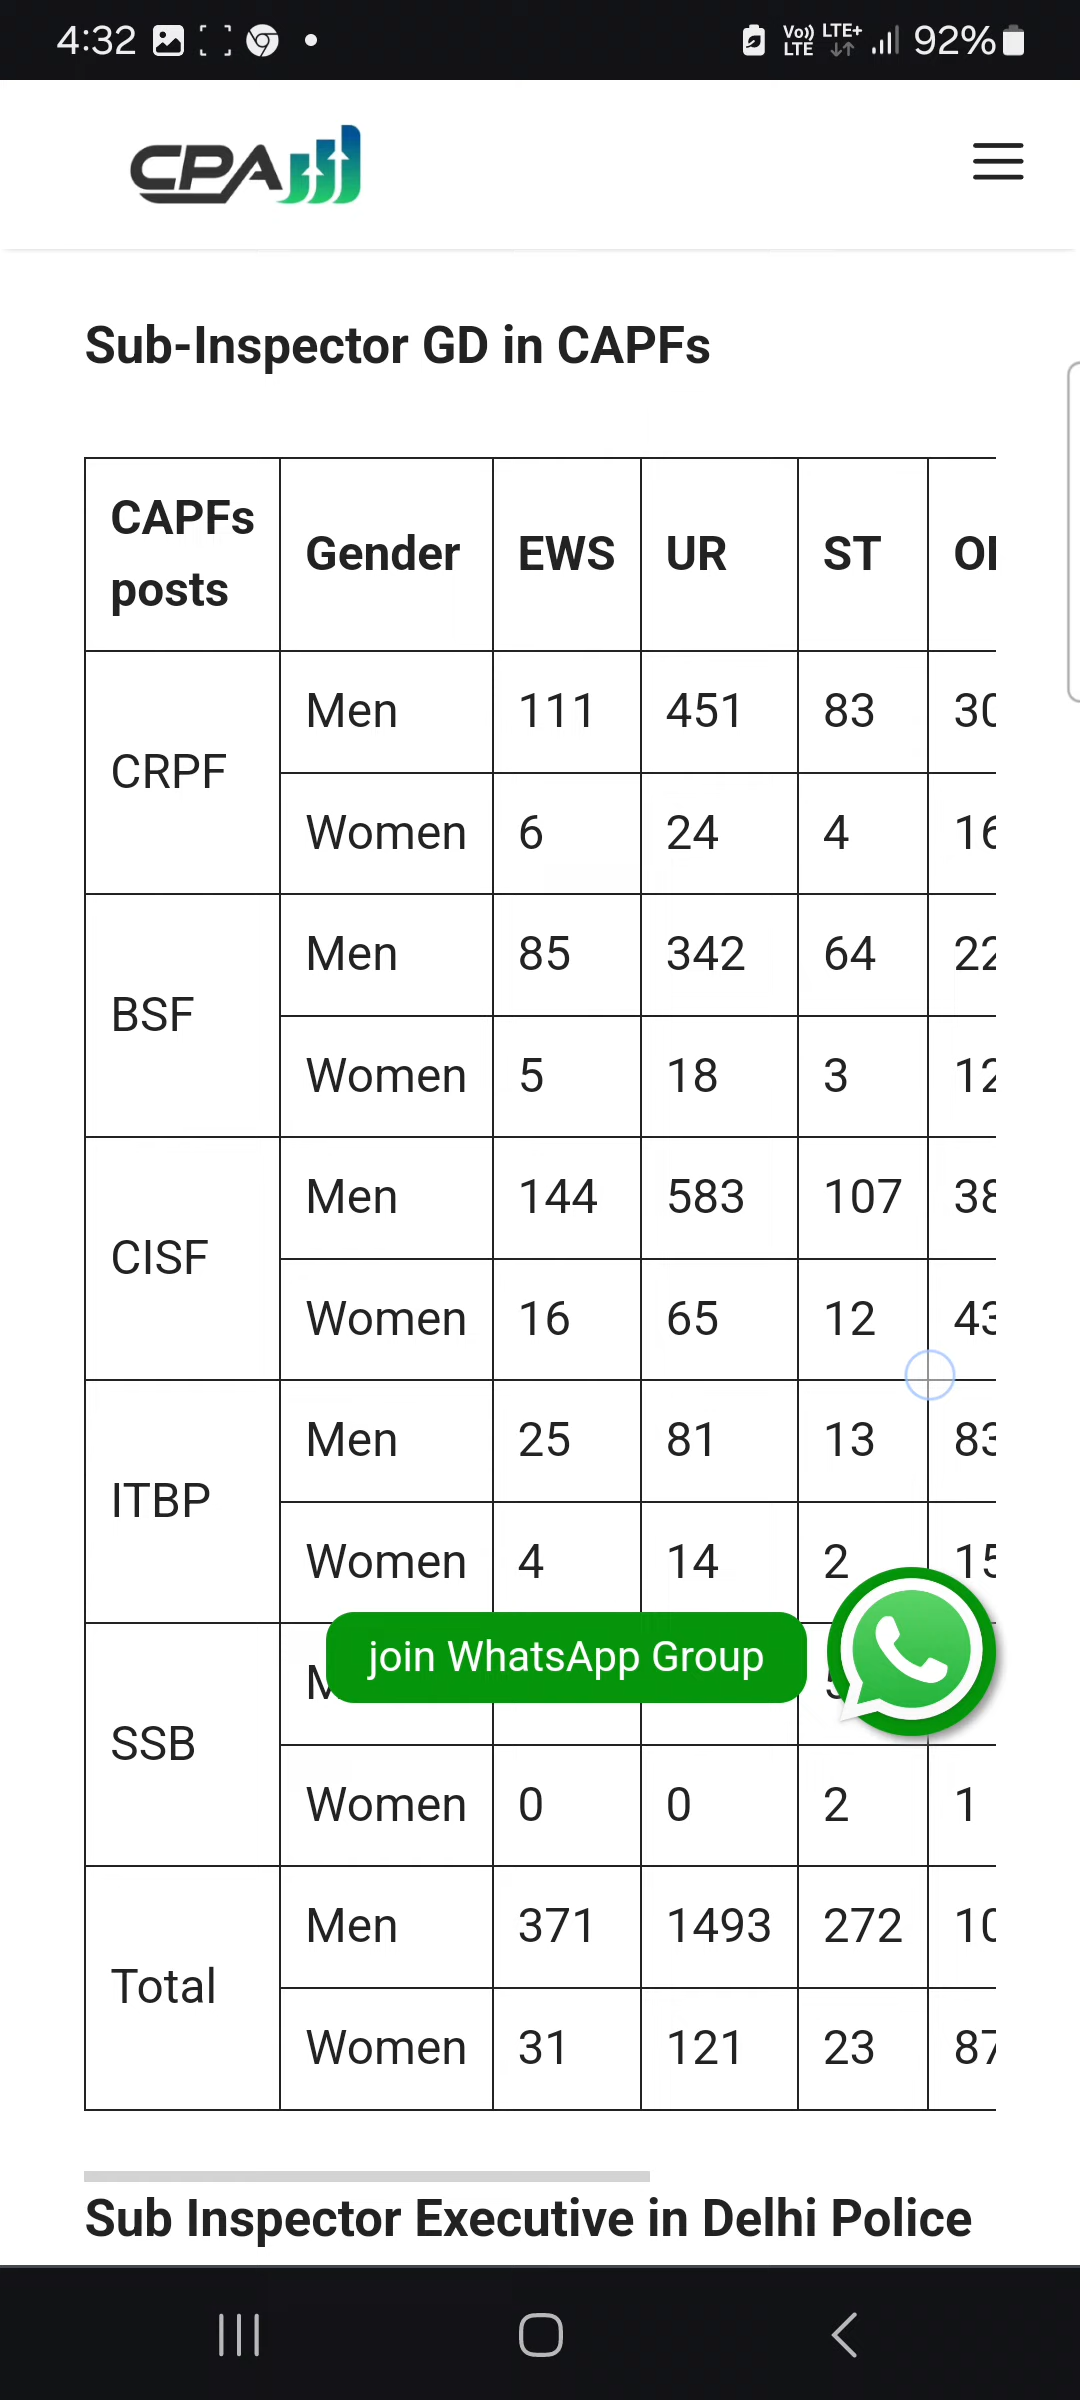 4:32 Vo)) LTE LTE+ 92%
CPA
Sub-Inspector GD in CAPFs
CAPFs posts Gender EWS UR ST
CRPF Men 111 451 83
Women 6 24 4
BSF Men 85 342 64
Women 5 18 3
CISF Men 144 583 107
Women 16 65 12
ITBP Men 25 81 13
Women 4 14 2
join WhatsApp Group
SSB
Women 0 0 2 1
Total Men 371 1493 272
Women 31 121 23
Sub Inspector Executive in Delhi Police